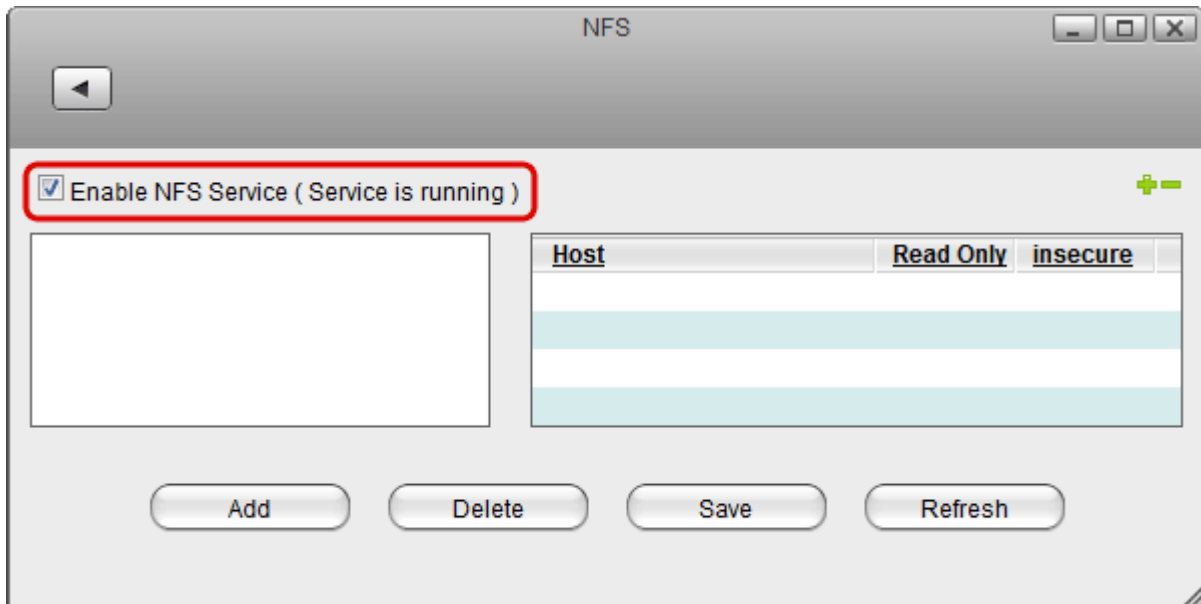 NFS
Enable NFS Service ( Service is running )
Host Read Only insecure
Add Delete Save Refresh